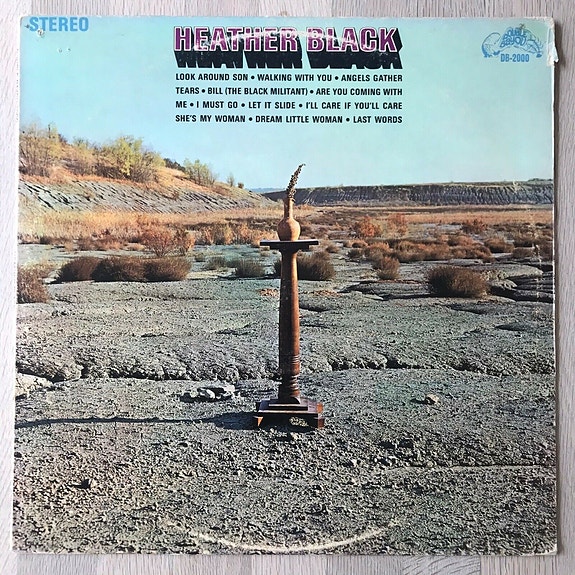 STEREO
HEATHER BLACK
DOUBLE BAYOU
DB-2000
LOOK AROUND SON • WALKING WITH YOU • ANGELS GATHER
TEARS • BILL (THE BLACK MILITANT) • ARE YOU COMING WITH
ME • I MUST GO • LET IT SLIDE • I'LL CARE IF YOU'LL CARE
SHE'S MY WOMAN • DREAM LITTLE WOMAN • LAST WORDS